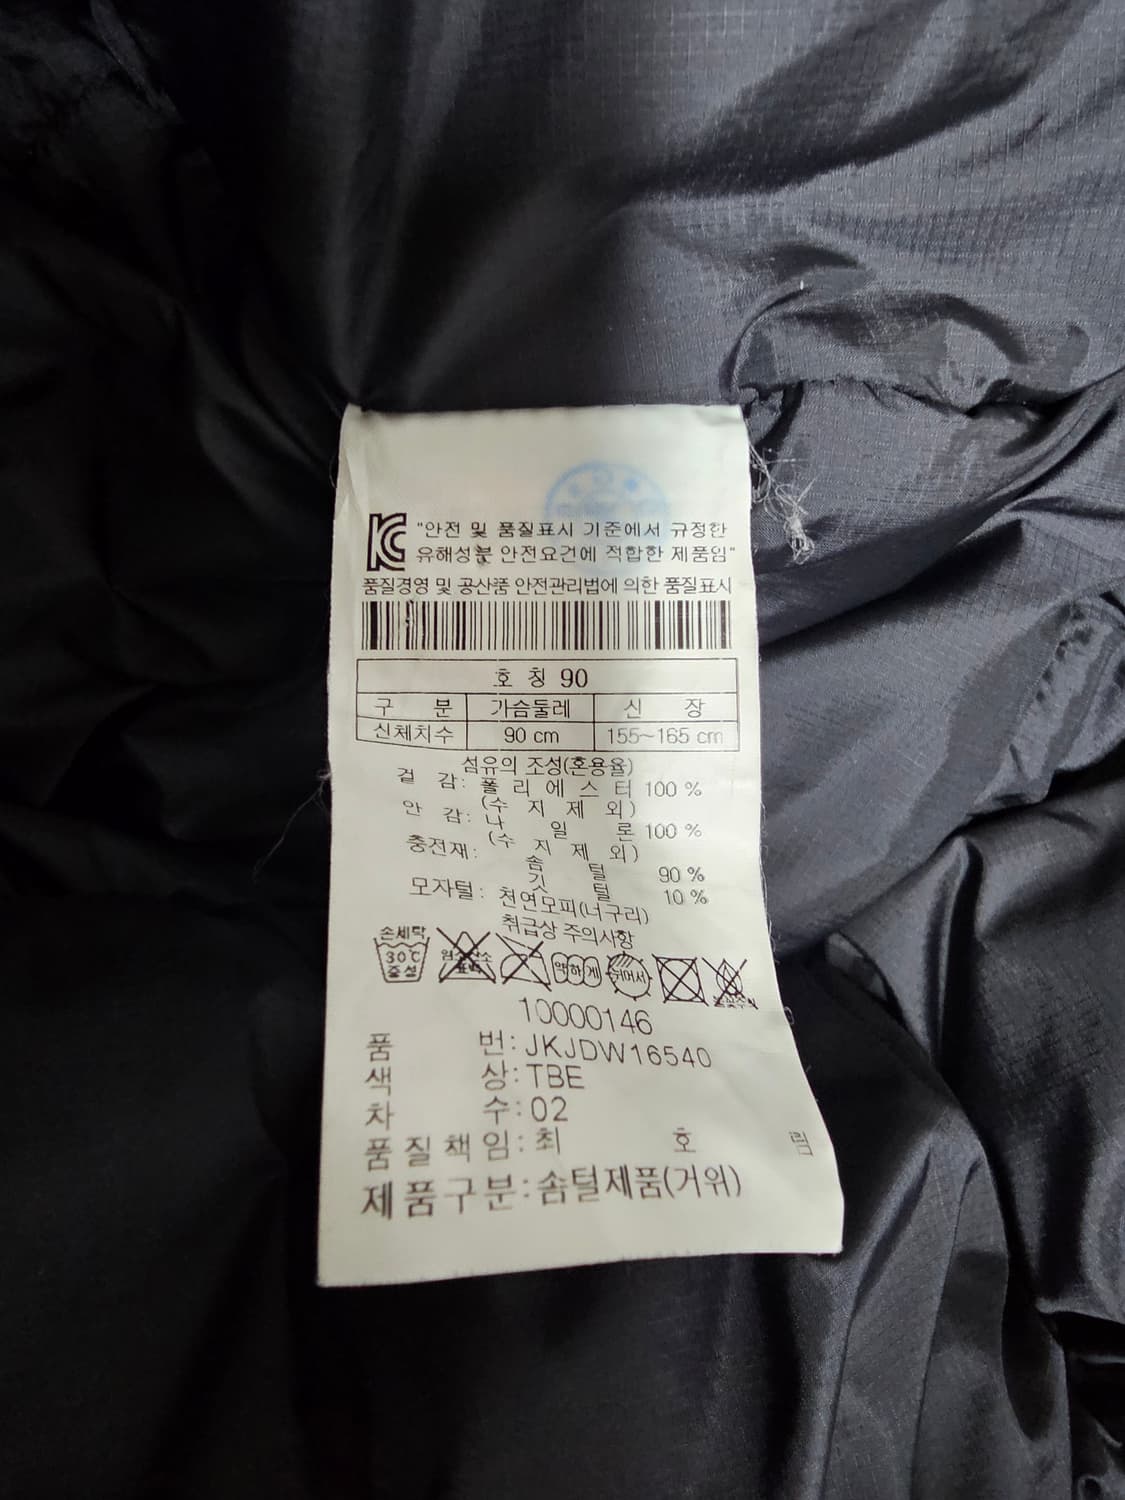 "안전 및 품질표시 기준에서 규정한
유해성분 안전요건에 적합한 제품임"
품질경영 및 공산품 안전관리법에 의한 품질표시
호 칭 90
구 분 가슴둘레 신 장
신체치수 90 cm 155~165 cm
섬유의 조성(혼용율)
겉 감: 폴 리 에 스 터 100 %
(수 지 제 외)
안 감: 나 일 론 100 %
(수 지 제 외)
충전재: 솜 털 90 %
깃 털 10 %
모자털: 천연모피(너구리)
취급상 주의사항
손세탁
30℃
중성
약하게
10000146
품 번: JKJDW16540
색 상: TBE
차 수: 02
품질책임: 최 호 림
제품구분: 솜털제품(거위)